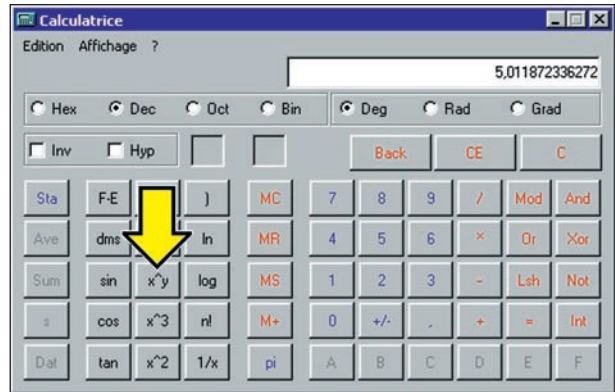 Calculatrice
Edition Affichage ?
5,011872336272
Hex Dec Oct Bin Deg Rad Grad
Inv Hyp Back CE C
Sta F-E ) MC 7 8 9 / Mod And
Ave dms ln MR 4 5 6 × Or Xor
Sum sin x^y log MS 1 2 3 - Lsh Not
s cos x^3 n! M+ 0 +/- , + = Int
Dat tan x^2 1/x pi A B C D E F